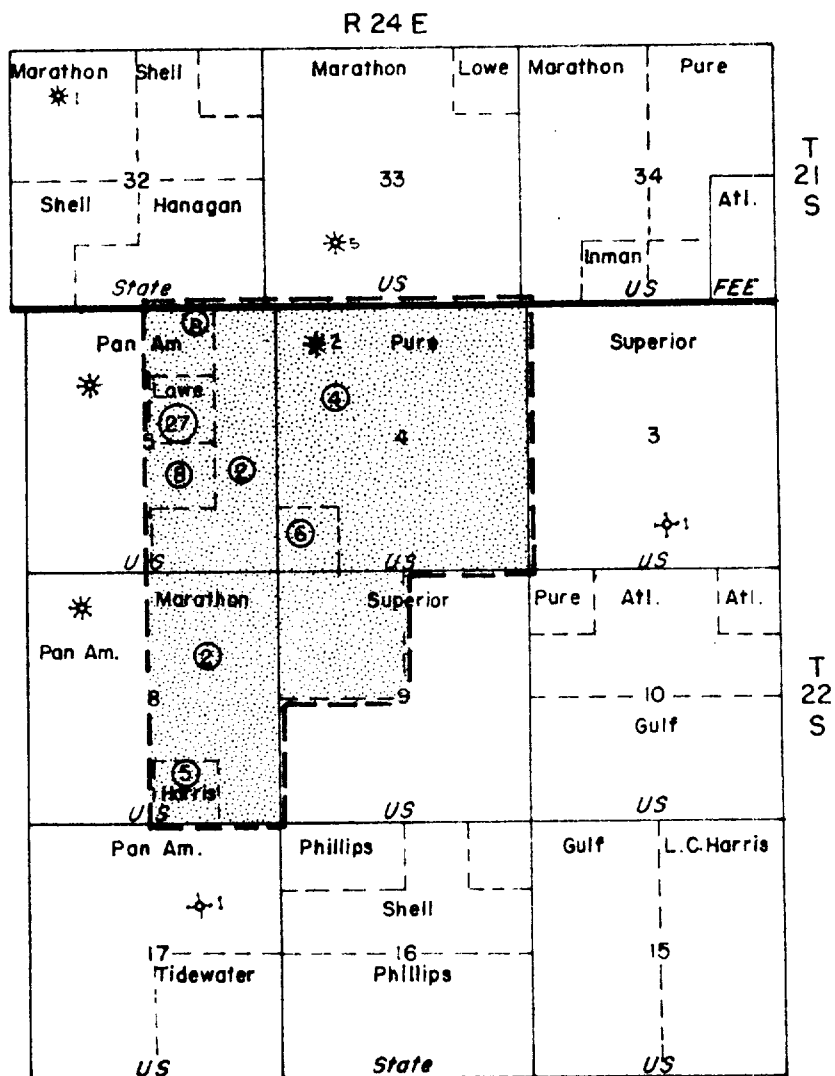 R 24 E
Marathon Shell Marathon Lowe Marathon Pure
1
32 33 34
T
21
S
Shell Hanagan Atl.
5
Inman
State US US FEE
8
Pan Am 2 Pure Superior
Lowe
4
27
5 4 3
8 2
6 1
US US US
Marathon Superior Pure Atl. Atl.
Pan Am. 2
T
22
S
8 9 10
Gulf
5
Harris
US US US
Pan Am. Phillips Gulf L.C. Harris
1 Shell
17 16 15
Tidewater Phillips
US State US